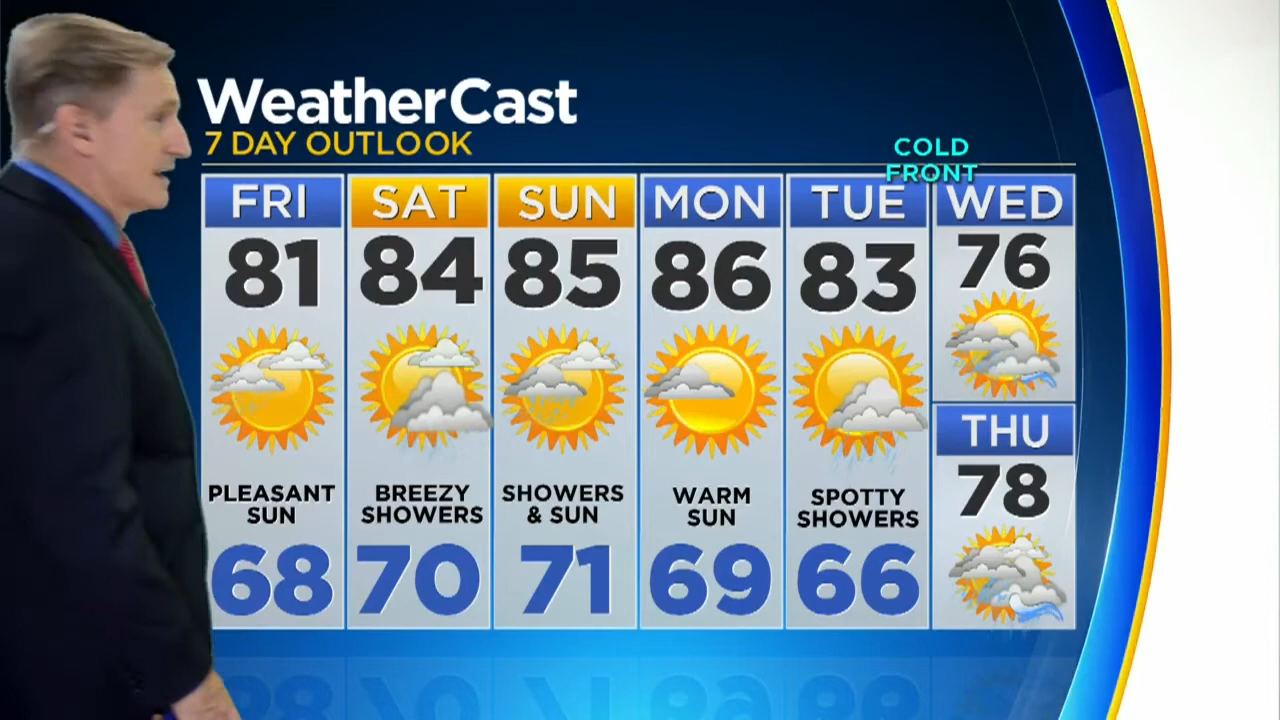 WeatherCast
7 DAY OUTLOOK
COLD
FRONT
FRI
SAT
SUN
MON
TUE
WED
81
84
85
86
83
76
THU
78
PLEASANT
SUN
BREEZY
SHOWERS
SHOWERS
& SUN
WARM
SUN
SPOTTY
SHOWERS
68
70
71
69
66